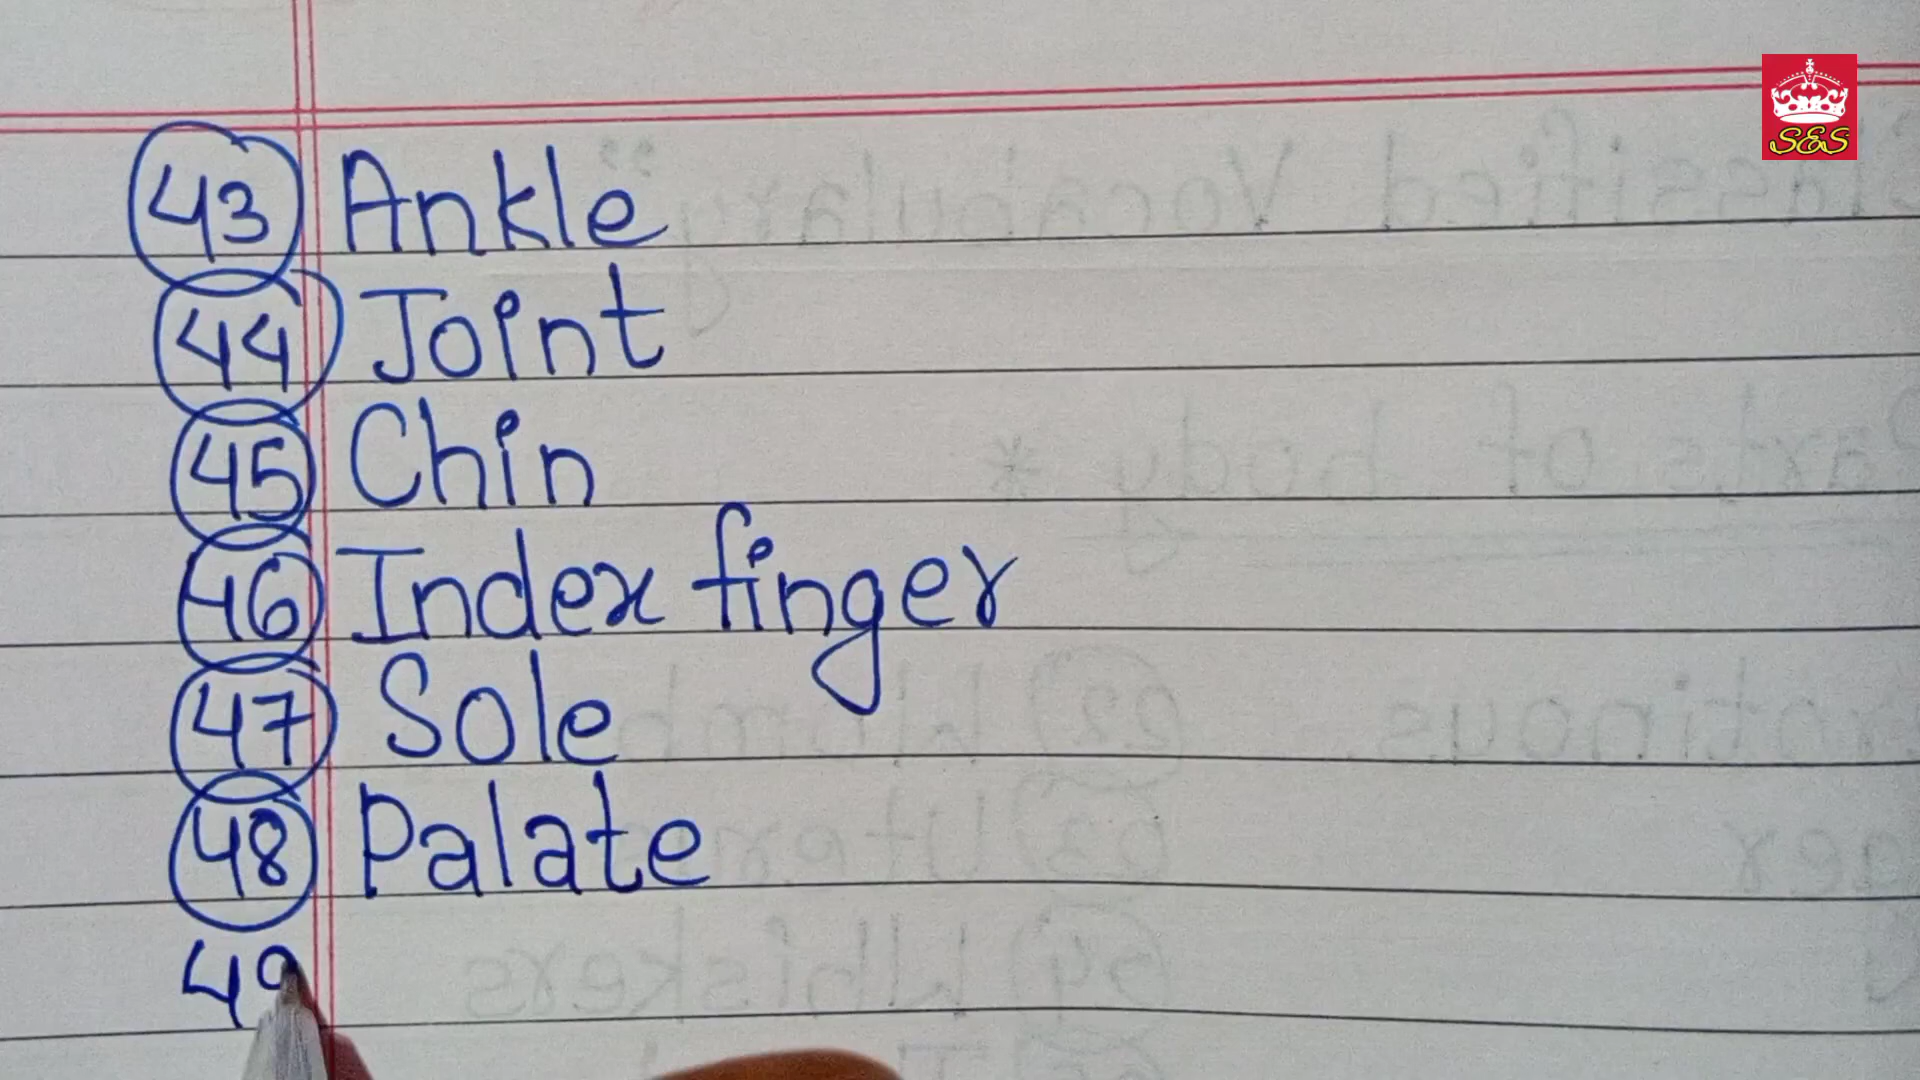 S&S
43 Ankle
44 Joint
45 Chin
46 Index finger
47 Sole
48 Palate
49